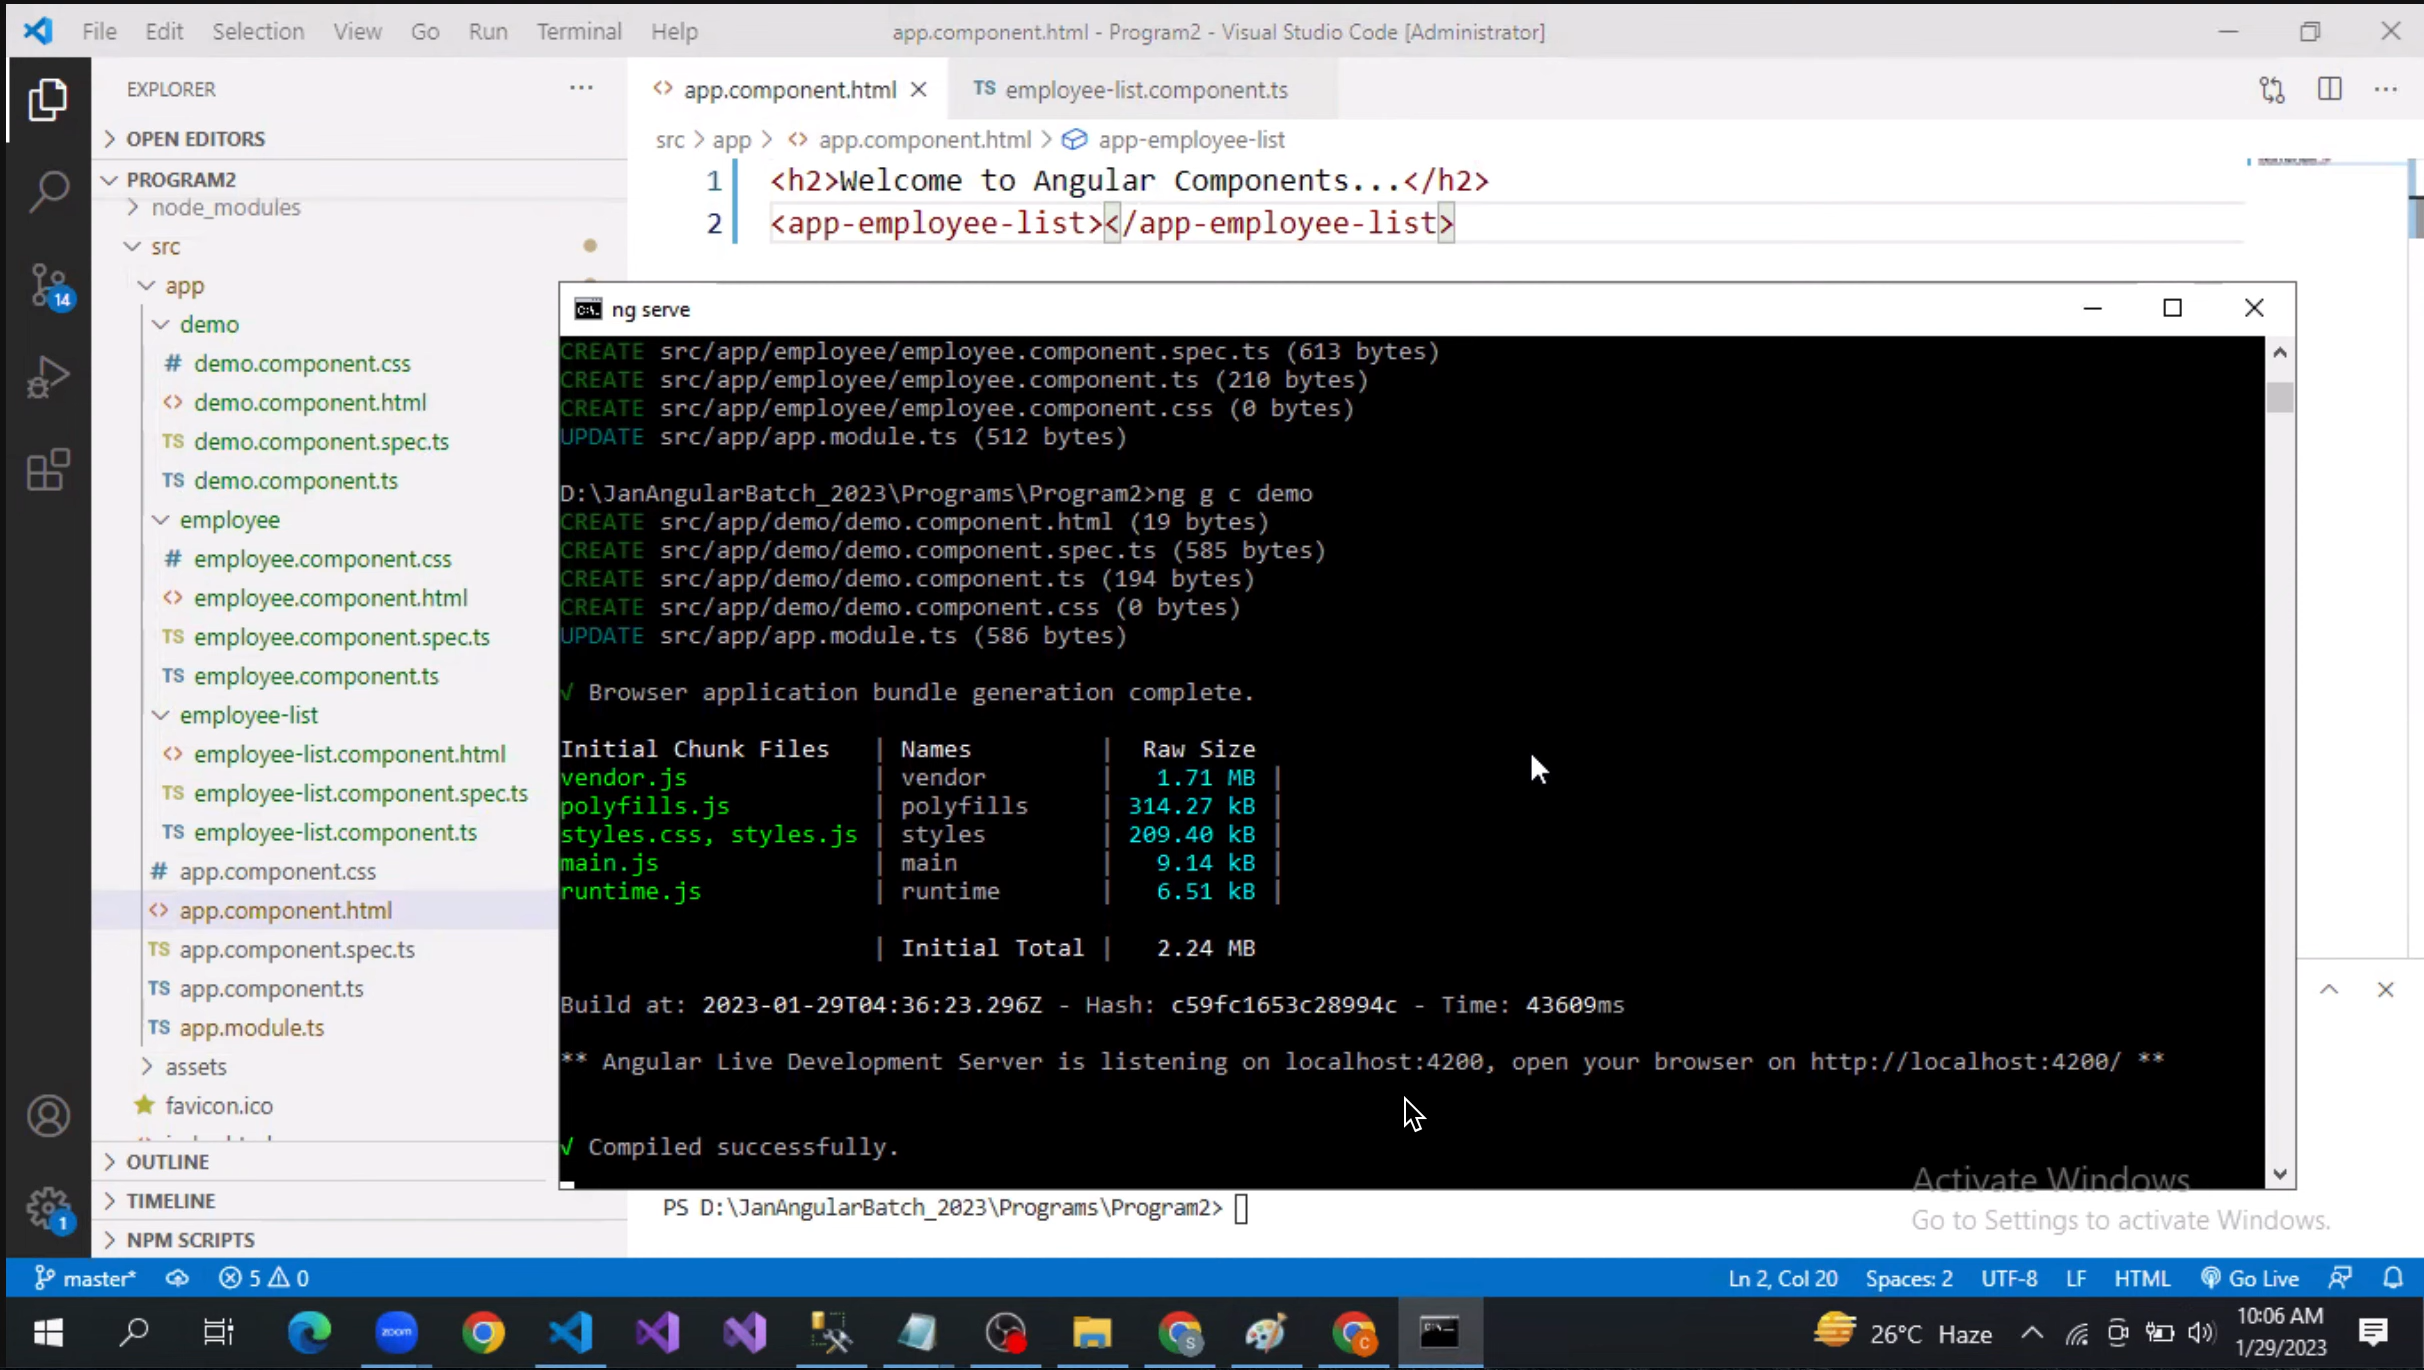 File Edit Selection View Go Run Terminal Help
app.component.html - Program2 - Visual Studio Code [Administrator]
EXPLORER
OPEN EDITORS
PROGRAM2
node_modules
src
app
demo
# demo.component.css
<> demo.component.html
TS demo.component.spec.ts
TS demo.component.ts
employee
# employee.component.css
<> employee.component.html
TS employee.component.spec.ts
TS employee.component.ts
employee-list
<> employee-list.component.html
TS employee-list.component.spec.ts
TS employee-list.component.ts
# app.component.css
<> app.component.html
TS app.component.spec.ts
TS app.component.ts
TS app.module.ts
assets
favicon.ico
OUTLINE
TIMELINE
NPM SCRIPTS
14
1
<> app.component.html
TS employee-list.component.ts
src > app > <> app.component.html > app-employee-list
1 <h2>Welcome to Angular Components...</h2>
2 <app-employee-list></app-employee-list>
ng serve
CREATE src/app/employee/employee.component.spec.ts (613 bytes)
CREATE src/app/employee/employee.component.ts (210 bytes)
CREATE src/app/employee/employee.component.css (0 bytes)
UPDATE src/app/app.module.ts (512 bytes)
D:\JanAngularBatch_2023\Programs\Program2>ng g c demo
CREATE src/app/demo/demo.component.html (19 bytes)
CREATE src/app/demo/demo.component.spec.ts (585 bytes)
CREATE src/app/demo/demo.component.ts (194 bytes)
CREATE src/app/demo/demo.component.css (0 bytes)
UPDATE src/app/app.module.ts (586 bytes)
√ Browser application bundle generation complete.
Initial Chunk Files | Names | Raw Size
vendor.js | vendor | 1.71 MB |
polyfills.js | polyfills | 314.27 kB |
styles.css, styles.js | styles | 209.40 kB |
main.js | main | 9.14 kB |
runtime.js | runtime | 6.51 kB |
| Initial Total | 2.24 MB
Build at: 2023-01-29T04:36:23.296Z - Hash: c59fc1653c28994c - Time: 43609ms
** Angular Live Development Server is listening on localhost:4200, open your browser on http://localhost:4200/ **
√ Compiled successfully.
PS D:\JanAngularBatch_2023\Programs\Program2>
Activate Windows
Go to Settings to activate Windows.
master* 5 0
Ln 2, Col 20 Spaces: 2 UTF-8 LF HTML Go Live
zoom
S
C
26°C Haze
10:06 AM
1/29/2023